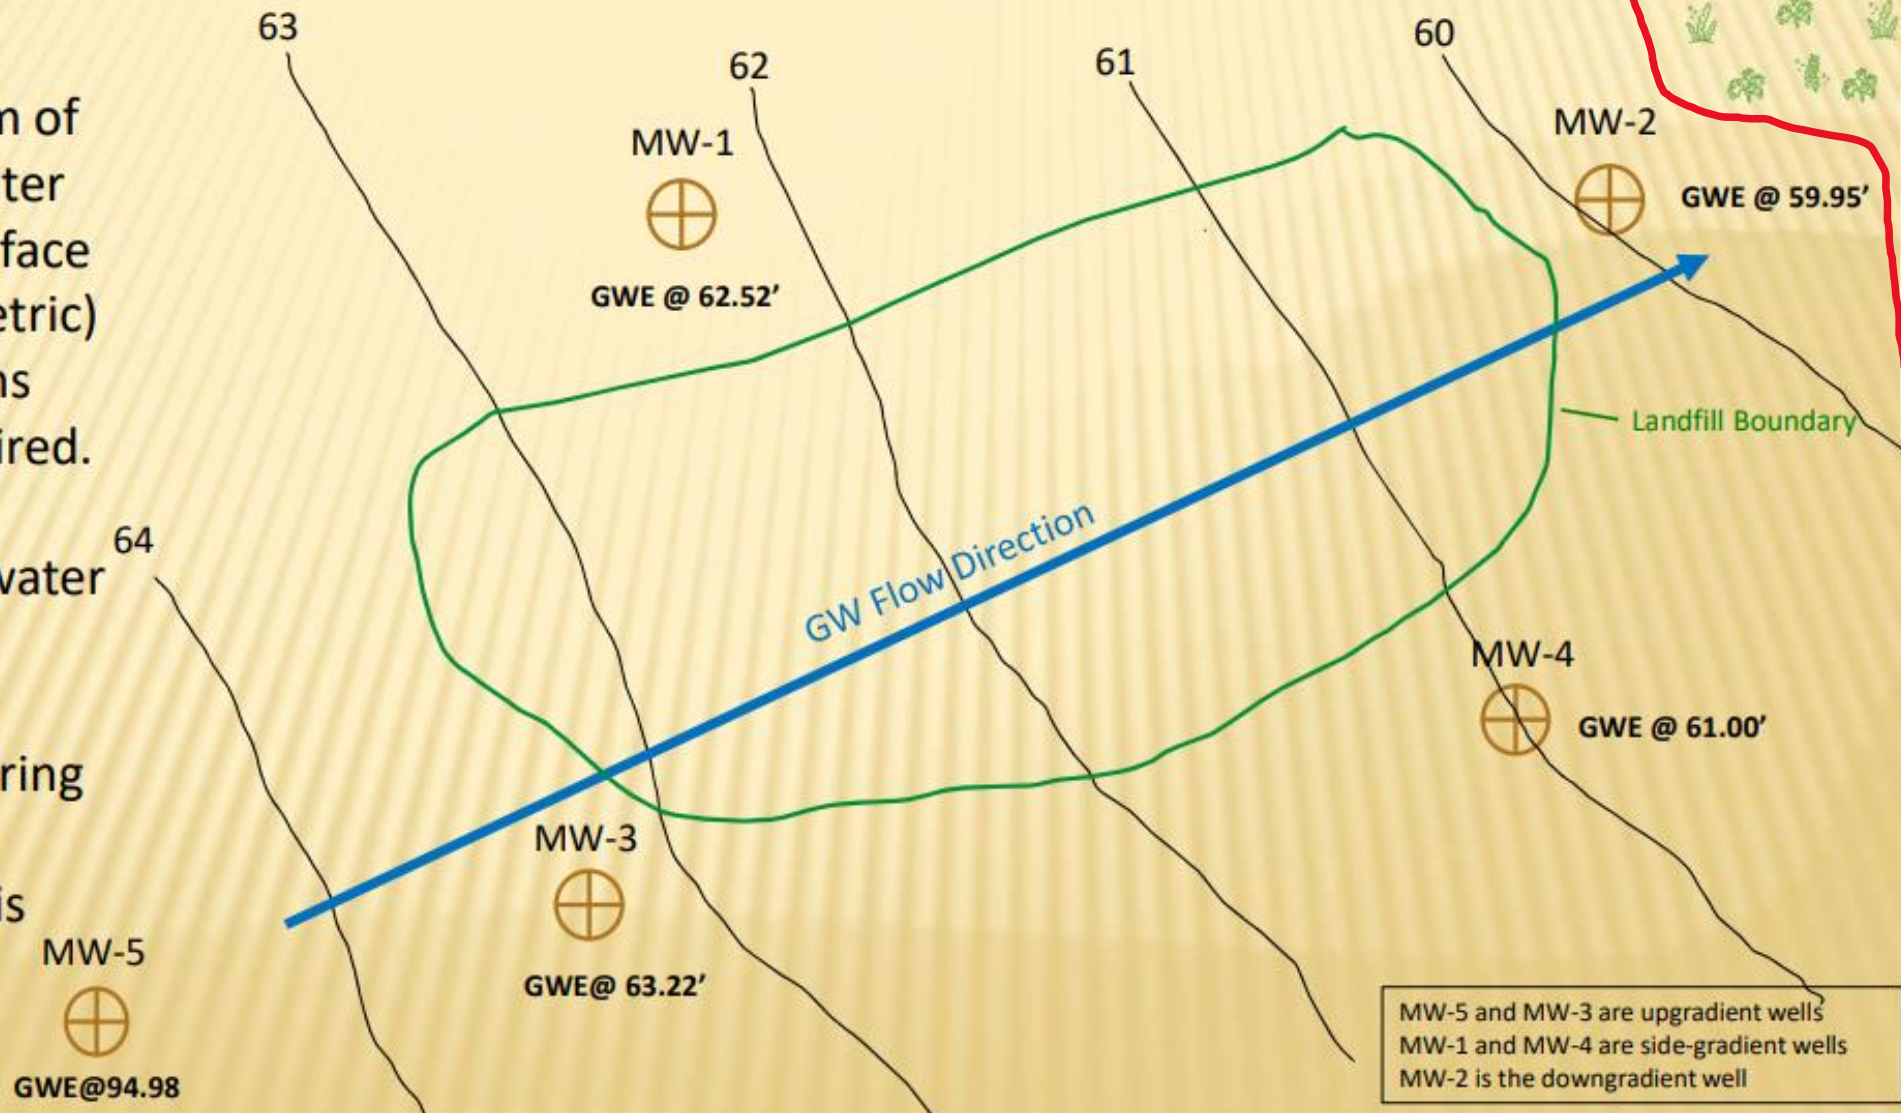 63
62
61
60
m of
ter
face
etric)
ns
ired.
water
ring
is
MW-1
GWE @ 62.52’
MW-2
GWE @ 59.95’
Landfill Boundary
64
GW Flow Direction
MW-4
GWE @ 61.00’
MW-3
GWE@ 63.22’
MW-5
GWE@94.98
MW-5 and MW-3 are upgradient wells
MW-1 and MW-4 are side-gradient wells
MW-2 is the downgradient well